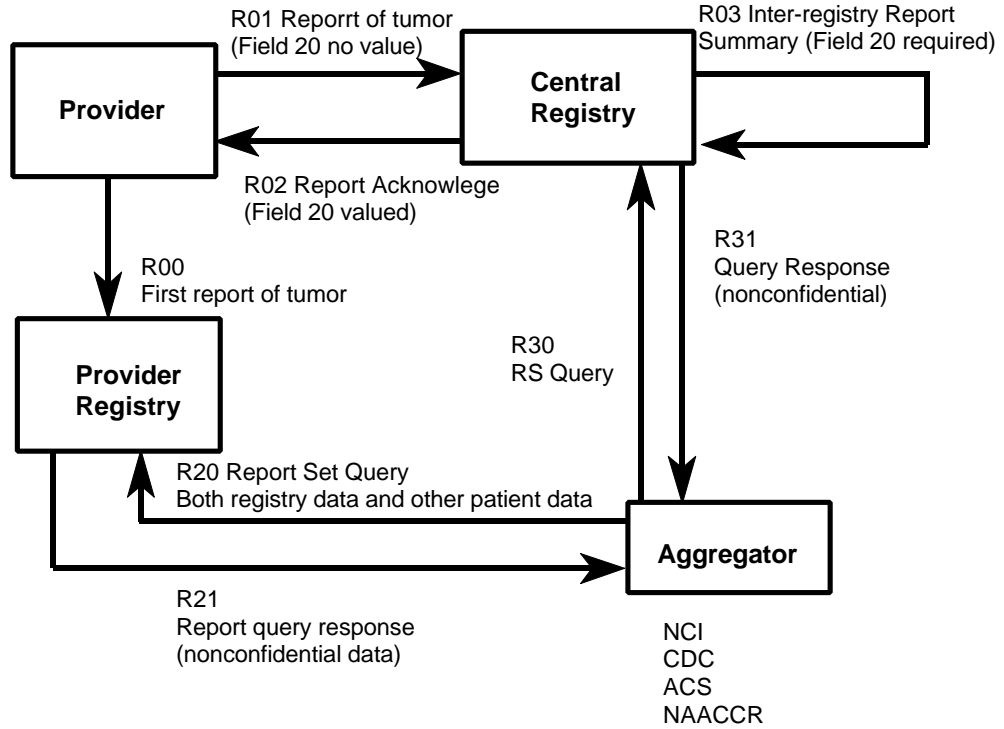 R01 Reporrt of tumor
(Field 20 no value)
R03 Inter-registry Report
Summary (Field 20 required)
Provider
Central
Registry
R02 Report Acknowlege
(Field 20 valued)
R00
First report of tumor
R31
Query Response
(nonconfidential)
Provider
Registry
R30
RS Query
R20 Report Set Query
Both registry data and other patient data
Aggregator
R21
Report query response
(nonconfidential data)
NCI
CDC
ACS
NAACCR